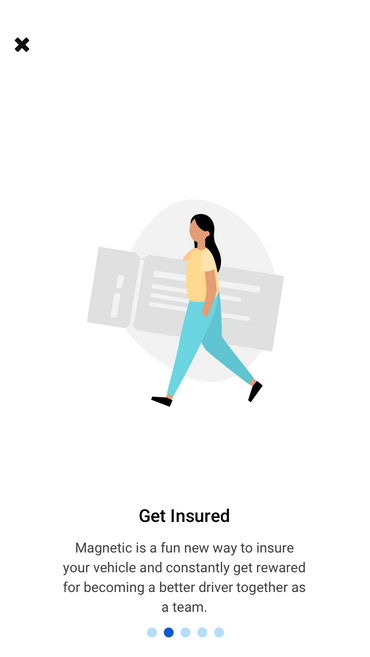 Get Insured
Magnetic is a fun new way to insure
your vehicle and constantly get rewared
for becoming a better driver together as
a team.